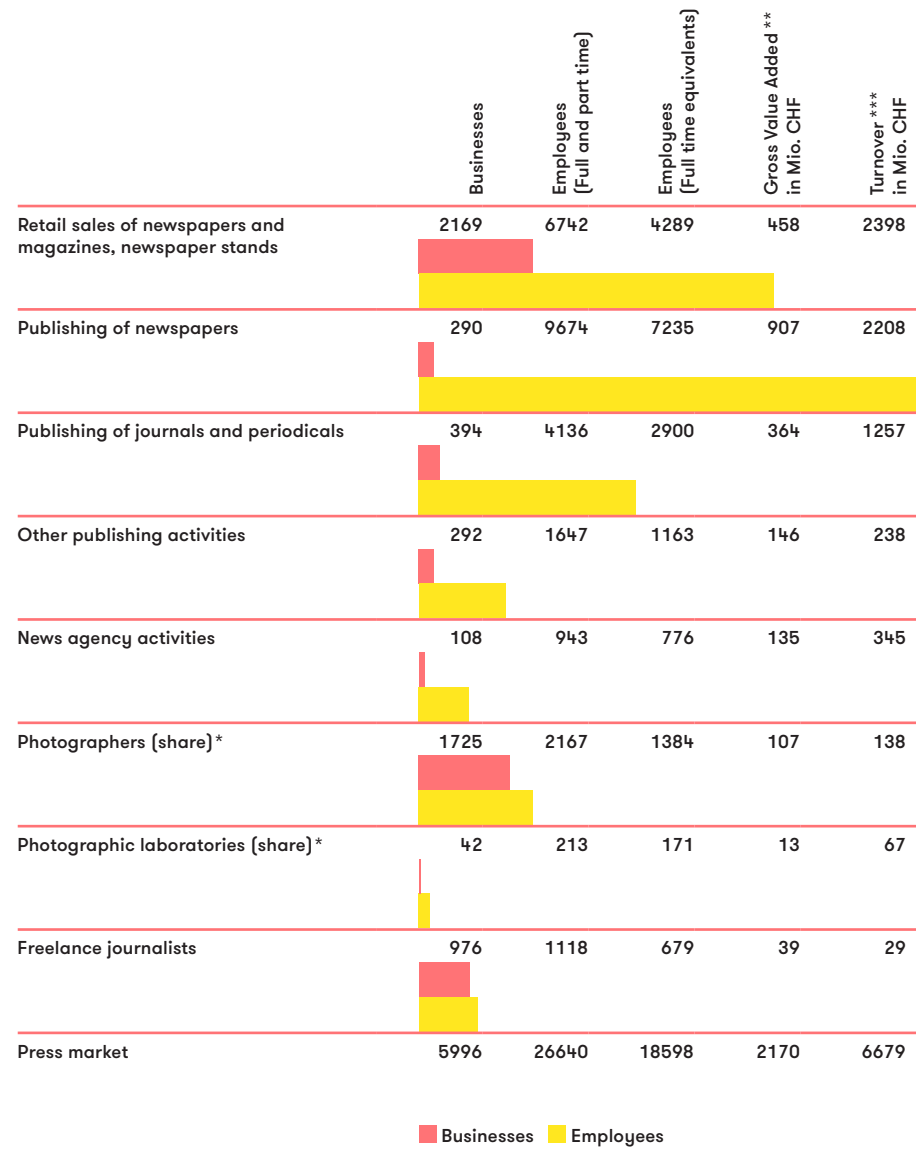 Businesses
Employees
(Full and part time)
Employees
(Full time equivalents)
Gross Value Added **
in Mio. CHF
Turnover ***
in Mio. CHF
Retail sales of newspapers and 2169 6742 4289 458 2398
magazines, newspaper stands
Publishing of newspapers 290 9674 7235 907 2208
Publishing of journals and periodicals 394 4136 2900 364 1257
Other publishing activities 292 1647 1163 146 238
News agency activities 108 943 776 135 345
Photographers (share)* 1725 2167 1384 107 138
Photographic laboratories (share)* 42 213 171 13 67
Freelance journalists 976 1118 679 39 29
Press market 5996 26640 18598 2170 6679
Businesses Employees